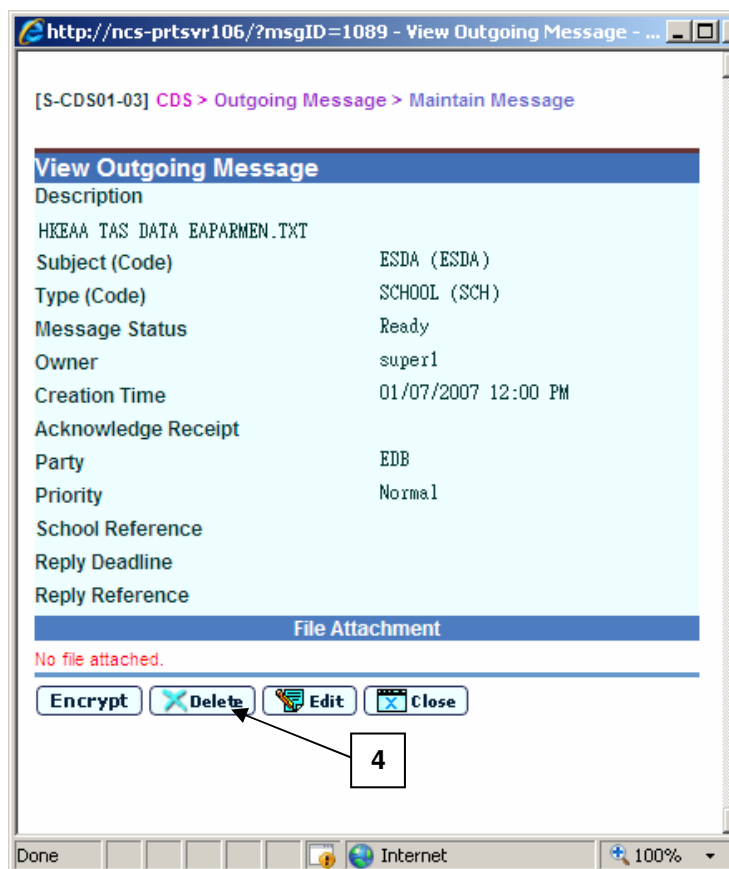 http://ncs-prtsvr106/?msgID=1089 - View Outgoing Message - ...
[S-CDS01-03] CDS > Outgoing Message > Maintain Message
View Outgoing Message
Description
HKEAA TAS DATA EAPARMEN.TXT
Subject (Code) ESDA (ESDA)
Type (Code) SCHOOL (SCH)
Message Status Ready
Owner super1
Creation Time 01/07/2007 12:00 PM
Acknowledge Receipt
Party EDB
Priority Normal
School Reference
Reply Deadline
Reply Reference
File Attachment
No file attached.
Encrypt Delete Edit Close
4
Done Internet 100%